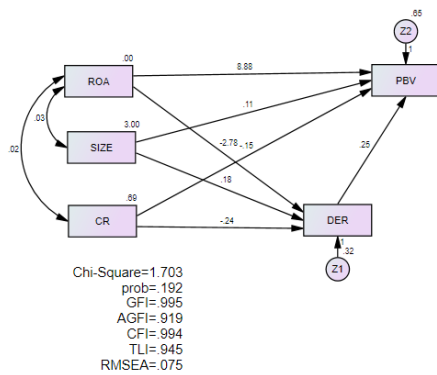 .65
Z2
1
.00
ROA
8.88
PBV
.03
.11
3.00
SIZE
-2.78
-.15
.02
.25
.18
.69
CR
-.24
DER
1
.32
Z1
Chi-Square=1.703
prob=.192
GFI=.995
AGFI=.919
CFI=.994
TLI=.945
RMSEA=.075